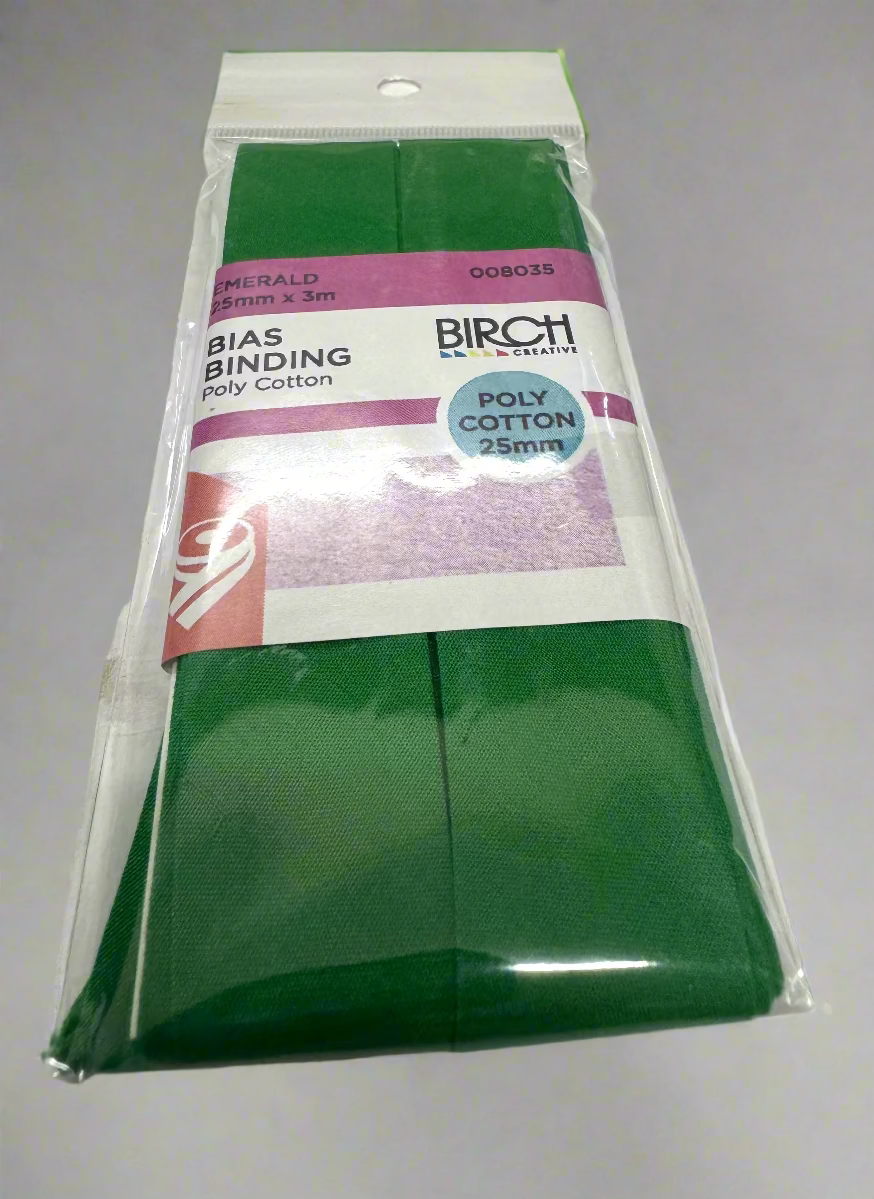 EMERALD
25mm x 3m
008035
BIAS
BINDING
Poly Cotton
BIRCH
CREATIVE
POLY
COTTON
25mm